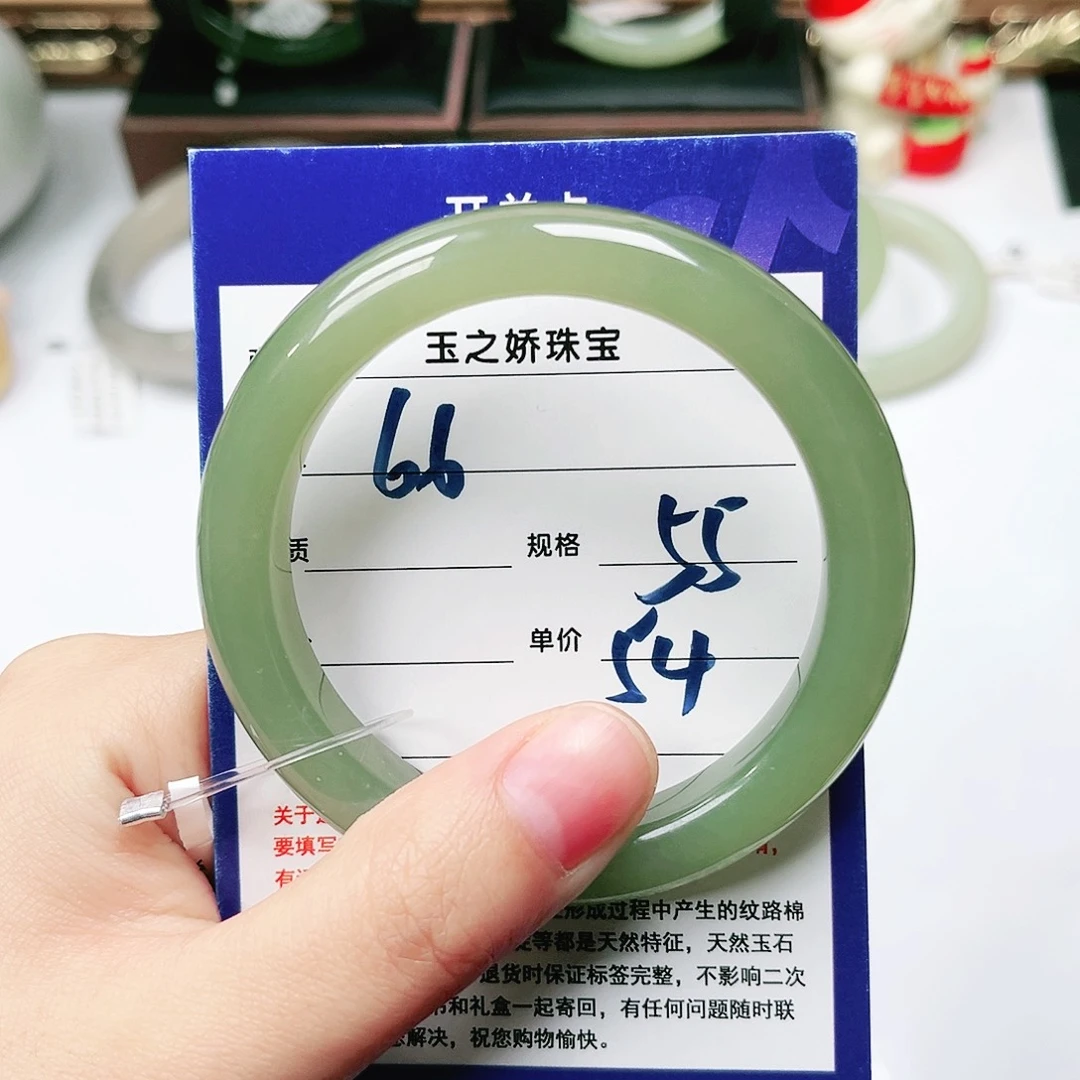 玉之娇珠宝
66
质 规格 55
单价 54
关于
要填写
有
形成过程中产生的纹路棉
等都是天然特征，天然玉石
退货时保证标签完整，不影响二次
和礼盒一起寄回，有任何问题随时联
解决，祝您购物愉快。